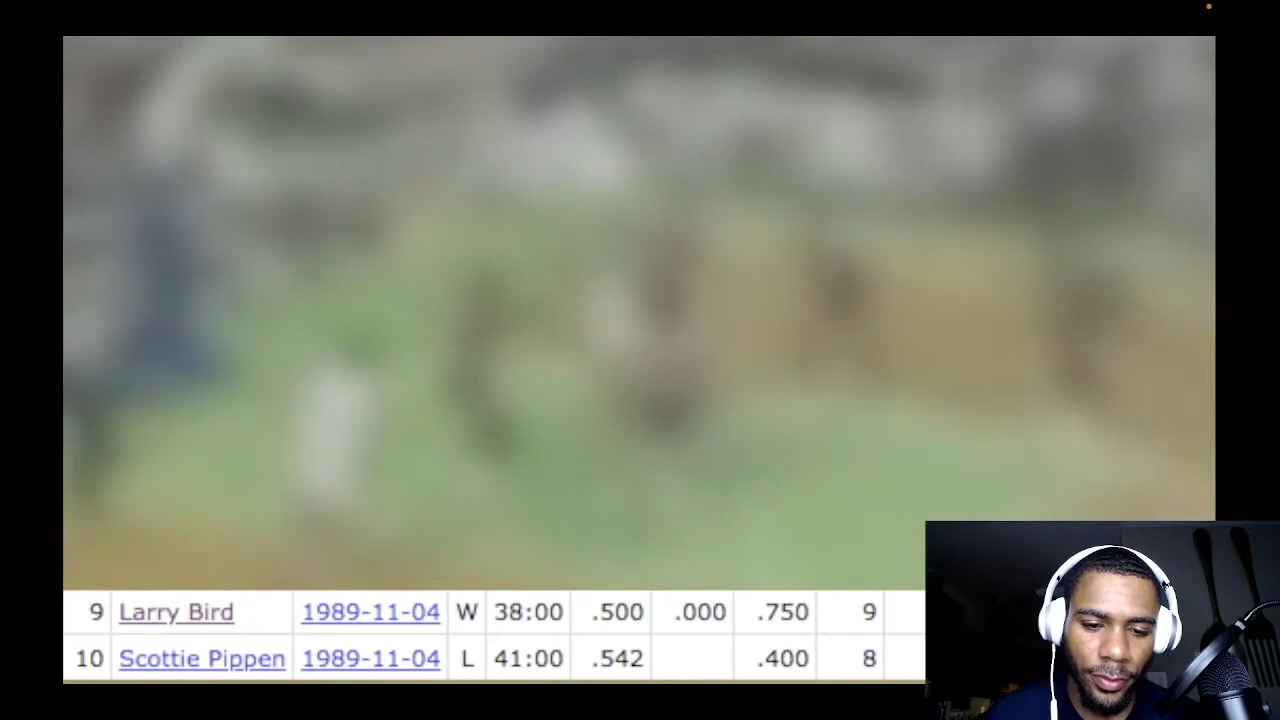 9 Larry Bird 1989-11-04 W 38:00 .500 .000 .750 9
10 Scottie Pippen 1989-11-04 L 41:00 .542 .400 8